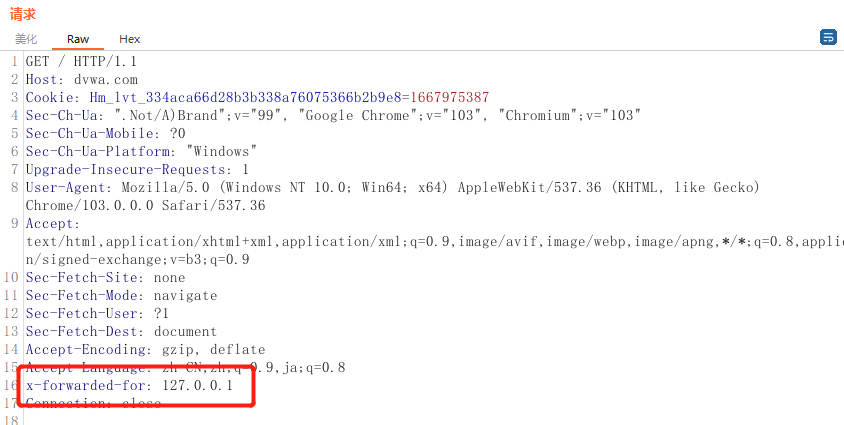 请求
美化 Raw Hex
1 GET / HTTP/1.1
2 Host: dvwa.com
3 Cookie: Hm_lvt_334aca66d28b3b338a76075366b2b9e8=1667975387
4 Sec-Ch-Ua: ".Not/A)Brand";v="99", "Google Chrome";v="103", "Chromium";v="103"
5 Sec-Ch-Ua-Mobile: ?0
6 Sec-Ch-Ua-Platform: "Windows"
7 Upgrade-Insecure-Requests: 1
8 User-Agent: Mozilla/5.0 (Windows NT 10.0; Win64; x64) AppleWebKit/537.36 (KHTML, like Gecko)
Chrome/103.0.0.0 Safari/537.36
9 Accept:
text/html,application/xhtml+xml,application/xml;q=0.9,image/avif,image/webp,image/apng,*/*;q=0.8,applic
n/signed-exchange;v=b3;q=0.9
10 Sec-Fetch-Site: none
11 Sec-Fetch-Mode: navigate
12 Sec-Fetch-User: ?1
13 Sec-Fetch-Dest: document
14 Accept-Encoding: gzip, deflate
15 Accept-Language: zh-CN,zh;q=0.9,ja;q=0.8
16 x-forwarded-for: 127.0.0.1
17 Connection: close
18